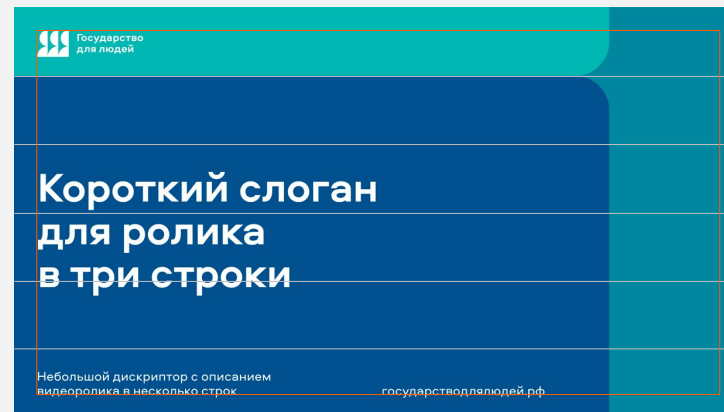 Государство
для людей
Короткий слоган
для ролика
в три строки
Небольшой дискриптор с описанием
видеоролика в несколько строк
государстводлялюдей.рф